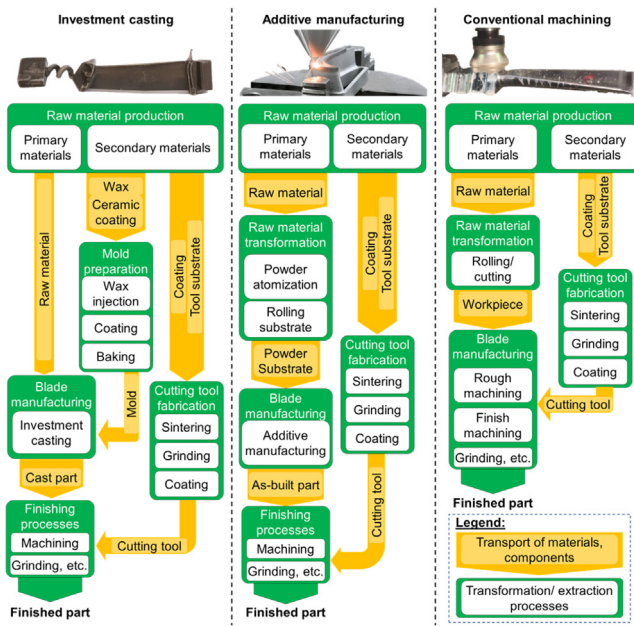 Investment casting
Raw material production
Primary
materials
Secondary materials
Raw material
Wax
Ceramic
coating
Coating
Tool substrate
Mold
preparation
Wax
injection
Coating
Baking
Mold
Blade
manufacturing
Investment
casting
Cast part
Cutting tool
fabrication
Sintering
Grinding
Coating
Cutting tool
Finishing
processes
Machining
Grinding, etc.
Finished part
Additive manufacturing
Raw material production
Primary
materials
Secondary
materials
Raw material
Coating
Tool substrate
Raw material
transformation
Powder
atomization
Rolling
substrate
Powder
Substrate
Cutting tool
fabrication
Sintering
Grinding
Coating
Cutting tool
Blade
manufacturing
Additive
manufacturing
As-built part
Finishing
processes
Machining
Grinding, etc.
Finished part
Conventional machining
Raw material production
Primary
materials
Secondary
materials
Raw material
Coating
Tool substrate
Raw material
transformation
Rolling/
cutting
Workpiece
Cutting tool
fabrication
Sintering
Grinding
Coating
Cutting tool
Blade
manufacturing
Rough
machining
Finish
machining
Grinding, etc.
Finished part
Legend:
Transport of materials,
components
Transformation/ extraction
processes